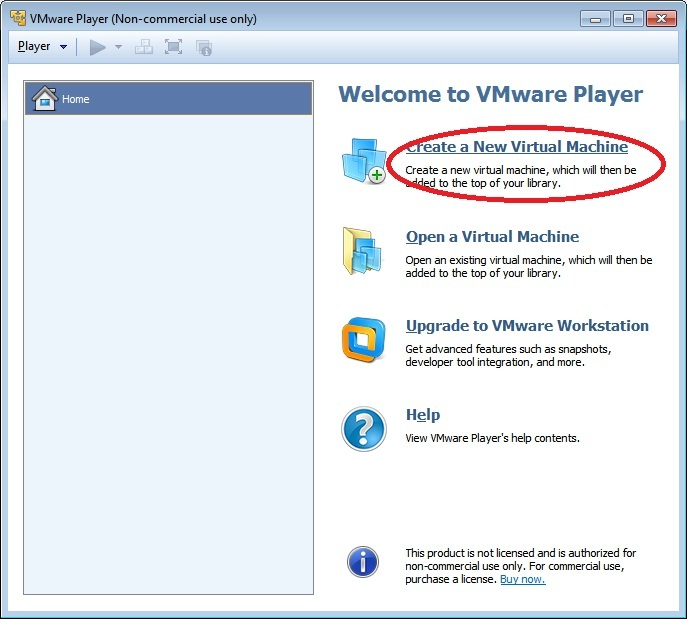 VMware Player (Non-commercial use only)
Player
Home
Welcome to VMware Player
Create a New Virtual Machine
Create a new virtual machine, which will then be
added to the top of your library.
Open a Virtual Machine
Open an existing virtual machine, which will then be
added to the top of your library.
Upgrade to VMware Workstation
Get advanced features such as snapshots,
developer tool integration, and more.
Help
View VMware Player's help contents.
This product is not licensed and is authorized for
non-commercial use only. For commercial use,
purchase a license. Buy now.